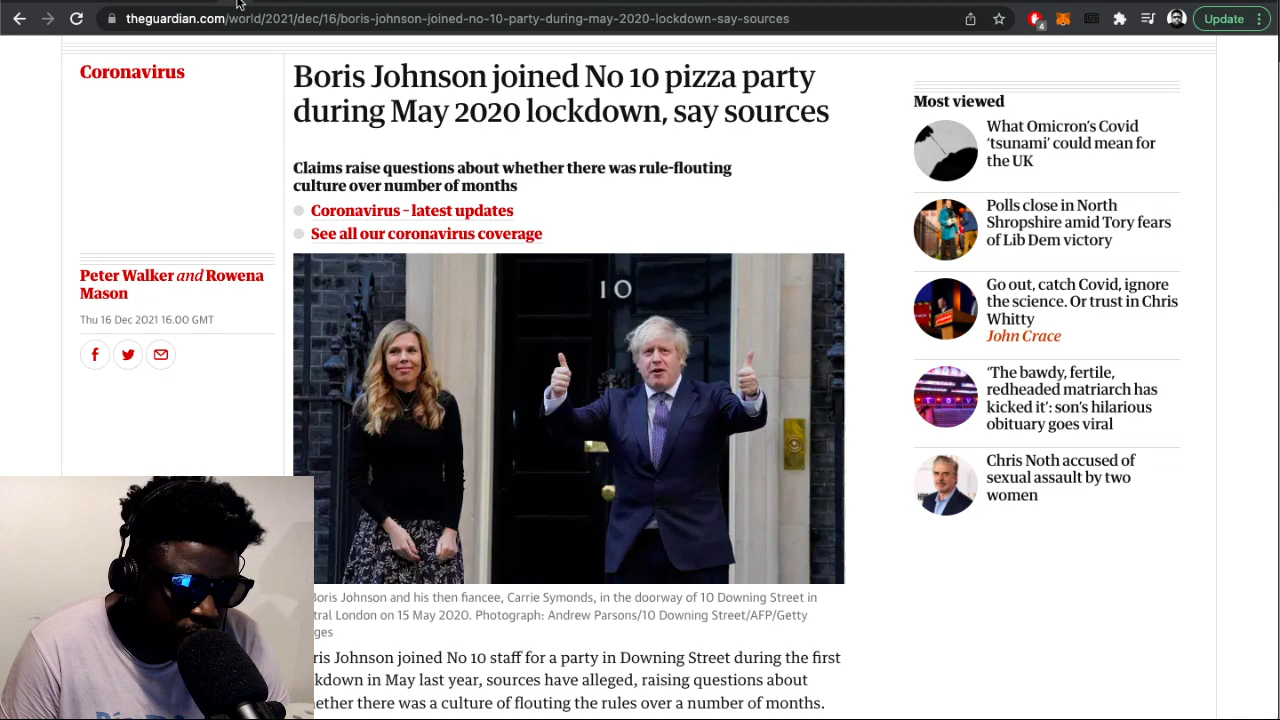 theguardian.com/world/2021/dec/16/boris-johnson-joined-no-10-party-during-may-2020-lockdown-say-sources
4
Update
Coronavirus
Boris Johnson joined No 10 pizza party
during May 2020 lockdown, say sources
Claims raise questions about whether there was rule-flouting
culture over number of months
Coronavirus – latest updates
See all our coronavirus coverage
Peter Walker and Rowena
Mason
Thu 16 Dec 2021 16.00 GMT
10
Boris Johnson and his then fiancee, Carrie Symonds, in the doorway of 10 Downing Street in
tral London on 15 May 2020. Photograph: Andrew Parsons/10 Downing Street/AFP/Getty
ges
ris Johnson joined No 10 staff for a party in Downing Street during the first
kdown in May last year, sources have alleged, raising questions about
ether there was a culture of flouting the rules over a number of months.
Most viewed
What Omicron's Covid
'tsunami' could mean for
the UK
Polls close in North
Shropshire amid Tory fears
of Lib Dem victory
Go out, catch Covid, ignore
the science. Or trust in Chris
Whitty
John Crace
'The bawdy, fertile,
redheaded matriarch has
kicked it': son's hilarious
obituary goes viral
Chris Noth accused of
sexual assault by two
women